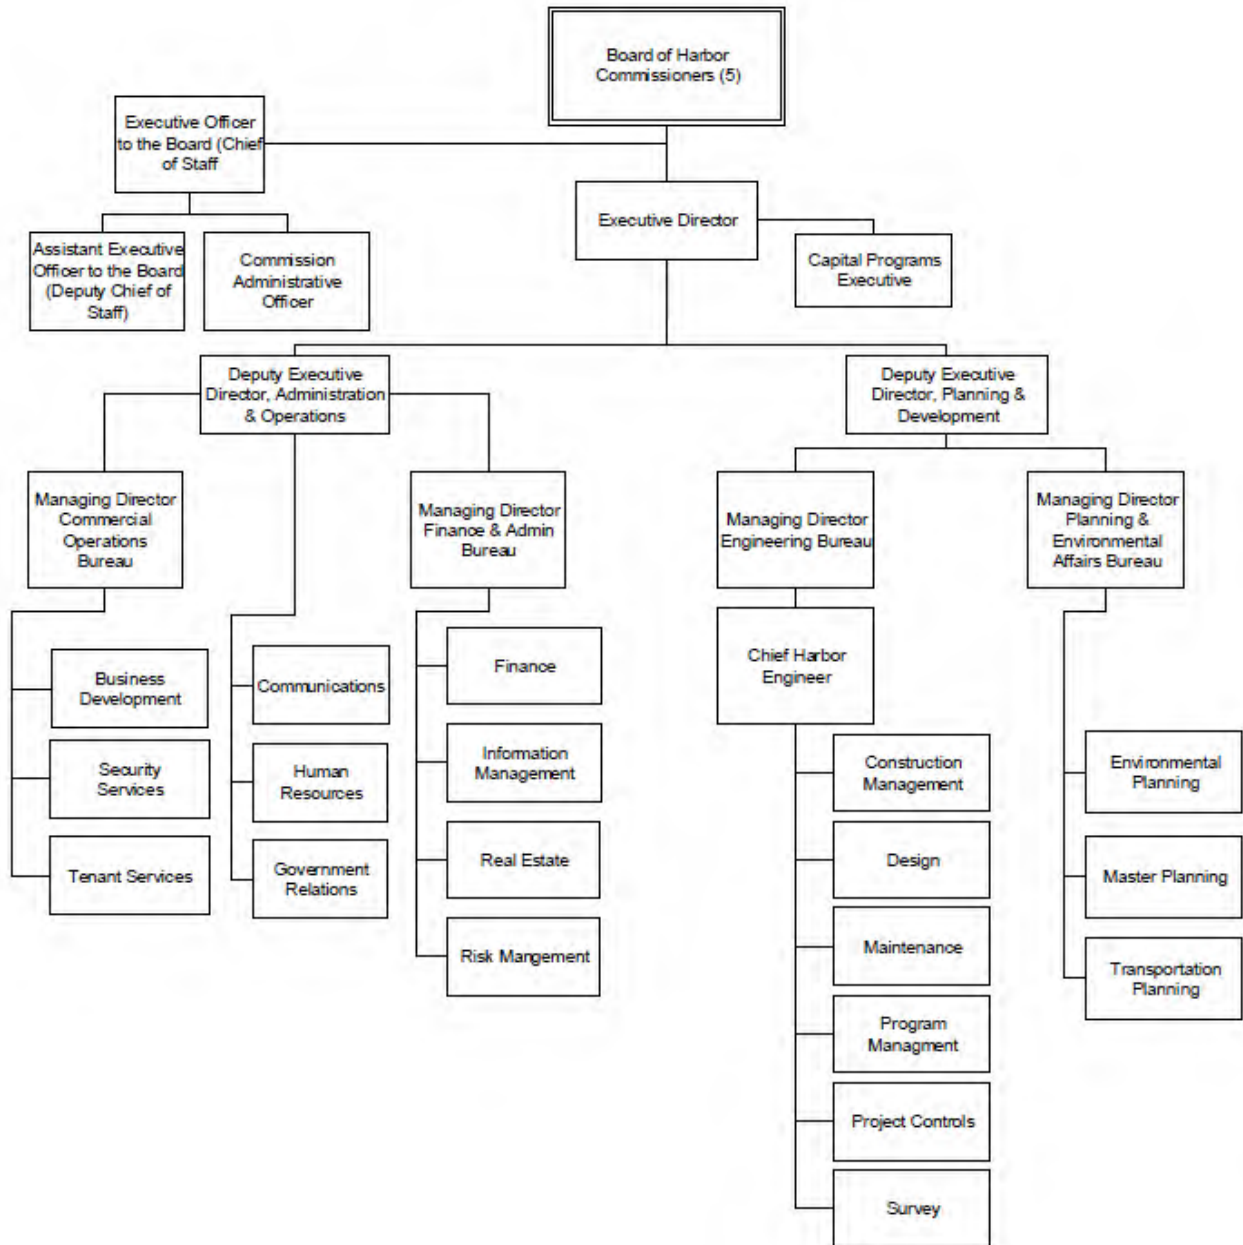 Board of Harbor
Commissioners (5)
Executive Officer
to the Board (Chief
of Staff
Executive Director
Assistant Executive
Officer to the Board
(Deputy Chief of
Staff)
Commission
Administrative
Officer
Capital Programs
Executive
Deputy Executive
Director, Administration
& Operations
Deputy Executive
Director, Planning &
Development
Managing Director
Commercial
Operations
Bureau
Managing Director
Finance & Admin
Bureau
Managing Director
Engineering Bureau
Managing Director
Planning &
Environmental
Affairs Bureau
Business
Development
Security
Services
Tenant Services
Communications
Human
Resources
Government
Relations
Finance
Information
Management
Real Estate
Risk Mangement
Chief Harbor
Engineer
Construction
Management
Design
Maintenance
Program
Managment
Project Controls
Survey
Environmental
Planning
Master Planning
Transportation
Planning